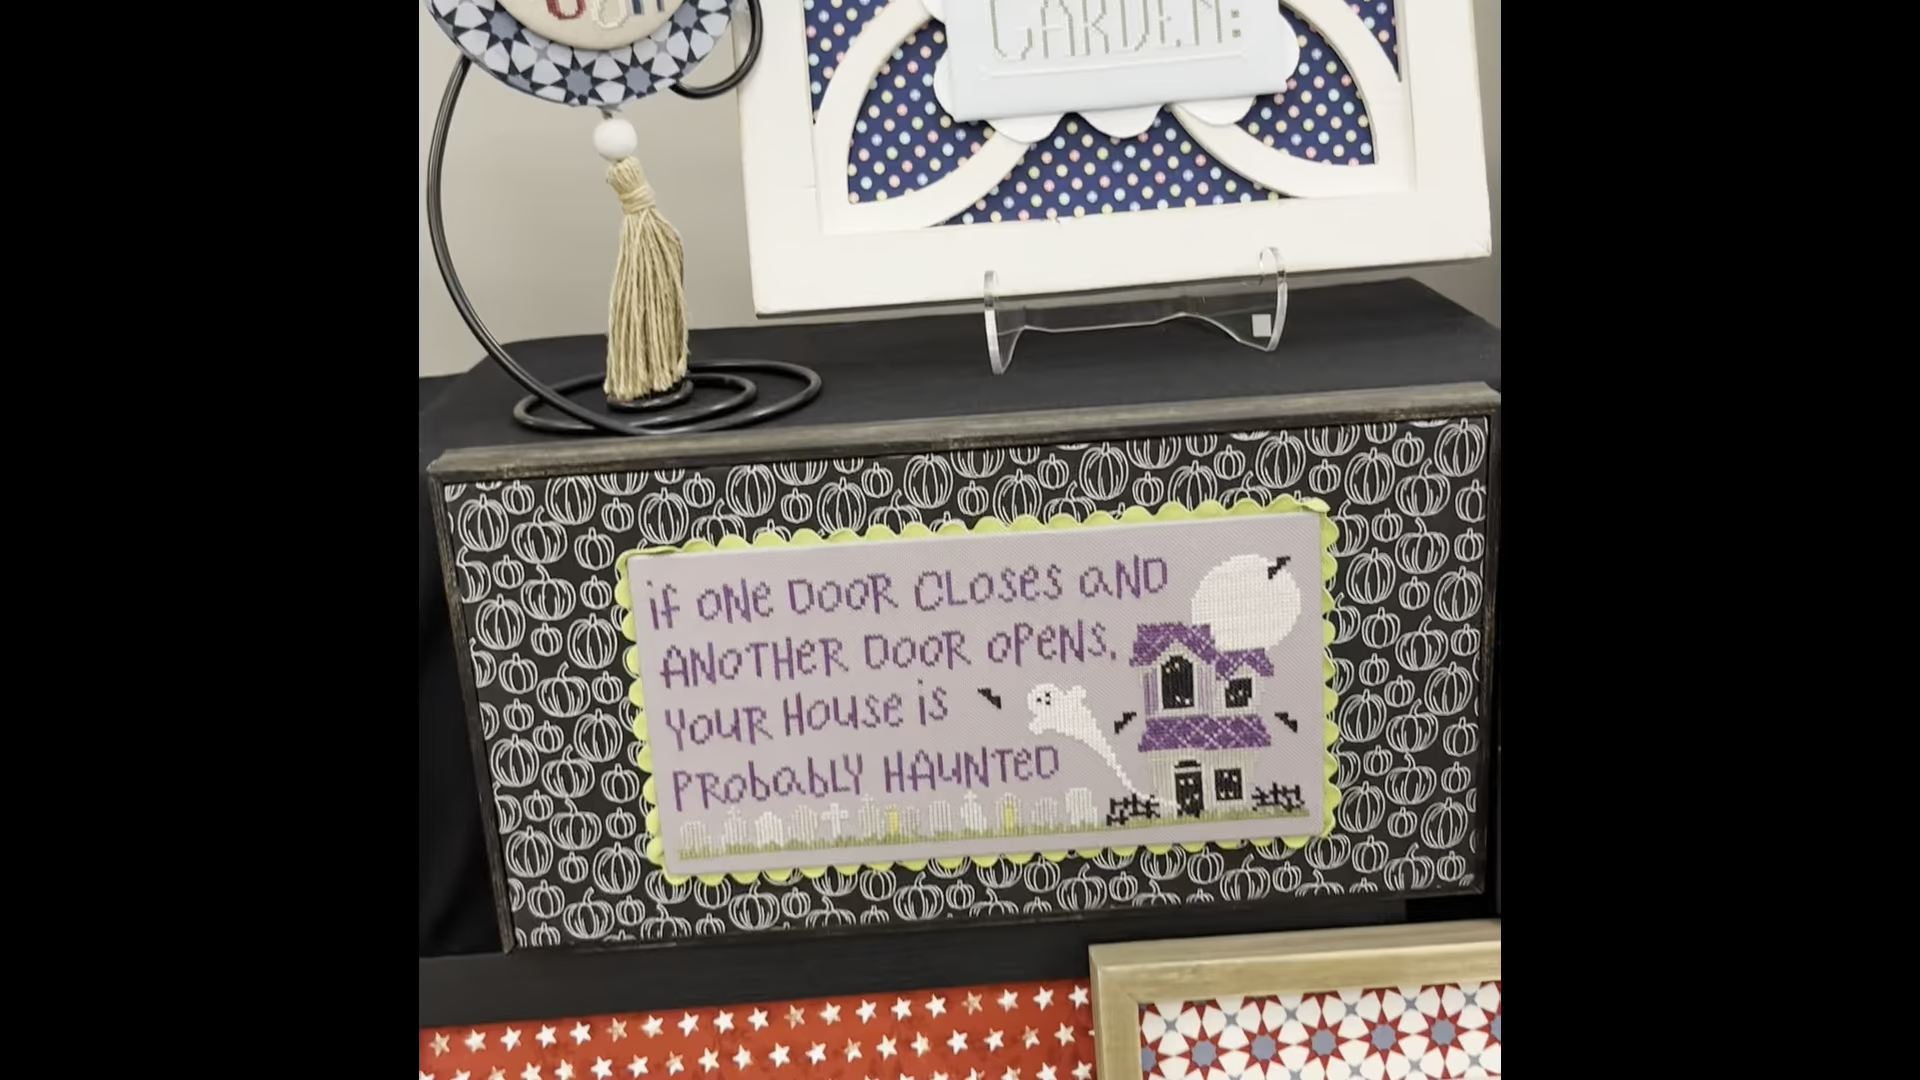 GARDEN:
if ONE DOOR CLOSES AND
ANOTHER DOOR OPENS,
YOUR HOUSE iS
PRObabLY HAUNTED